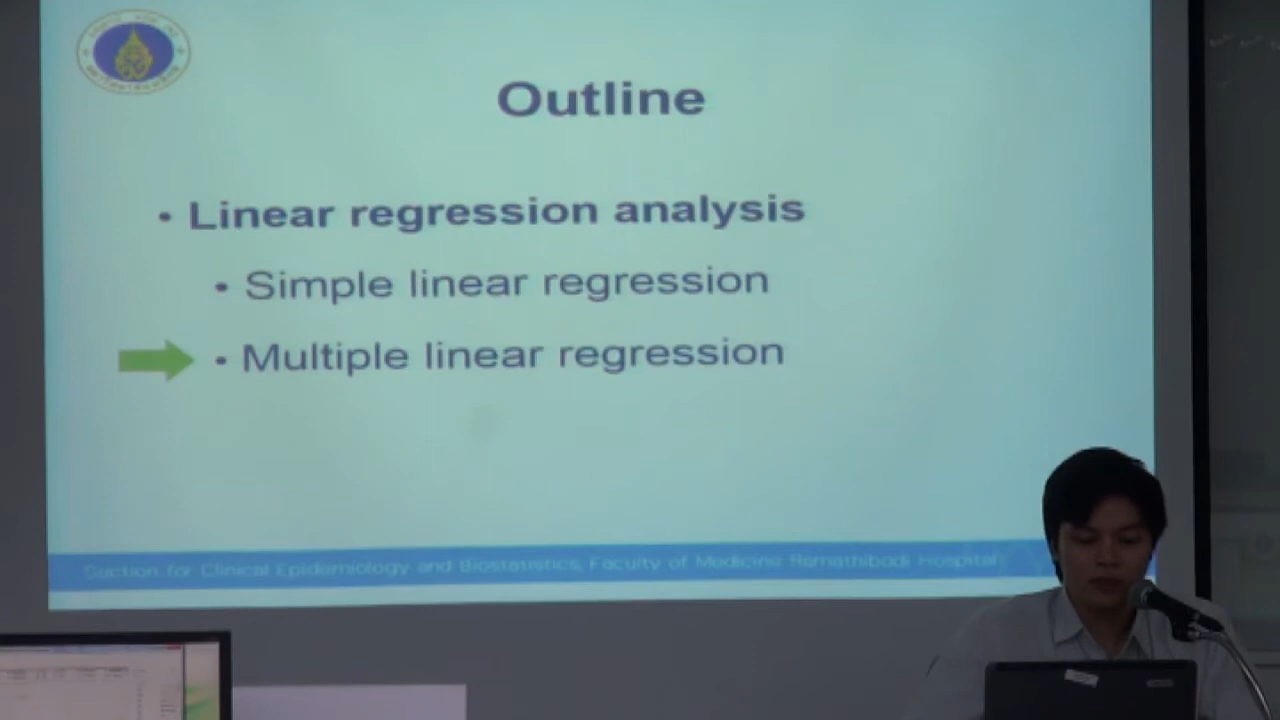 Outline
• Linear regression analysis
• Simple linear regression
• Multiple linear regression
Suction for Clinical Epidemiology and Biostatistics, Faculty of Medicine Ramathibodi Hospital